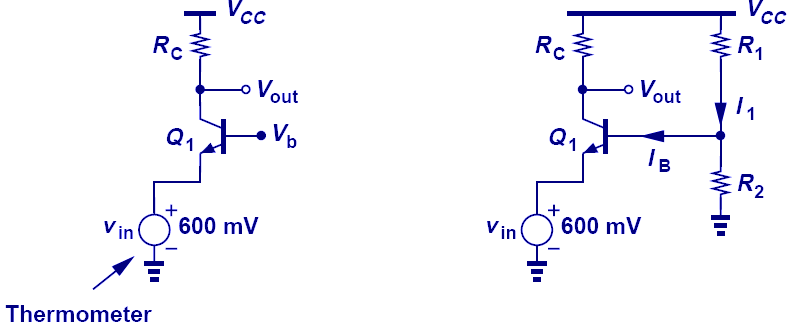 VCC
RC
Vout
Q1
Vb
vin
+
600 mV
−
Thermometer
VCC
RC
R1
Vout
I1
Q1
IB
R2
vin
+
600 mV
−